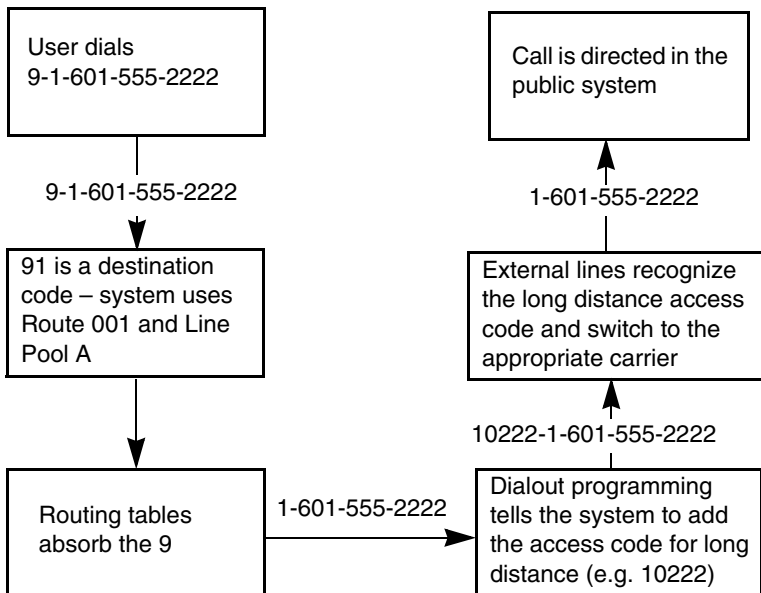 User dials
9-1-601-555-2222
9-1-601-555-2222
91 is a destination
code – system uses
Route 001 and Line
Pool A
Routing tables
absorb the 9
1-601-555-2222
Dialout programming
tells the system to add
the access code for long
distance (e.g. 10222)
10222-1-601-555-2222
External lines recognize
the long distance access
code and switch to the
appropriate carrier
1-601-555-2222
Call is directed in the
public system